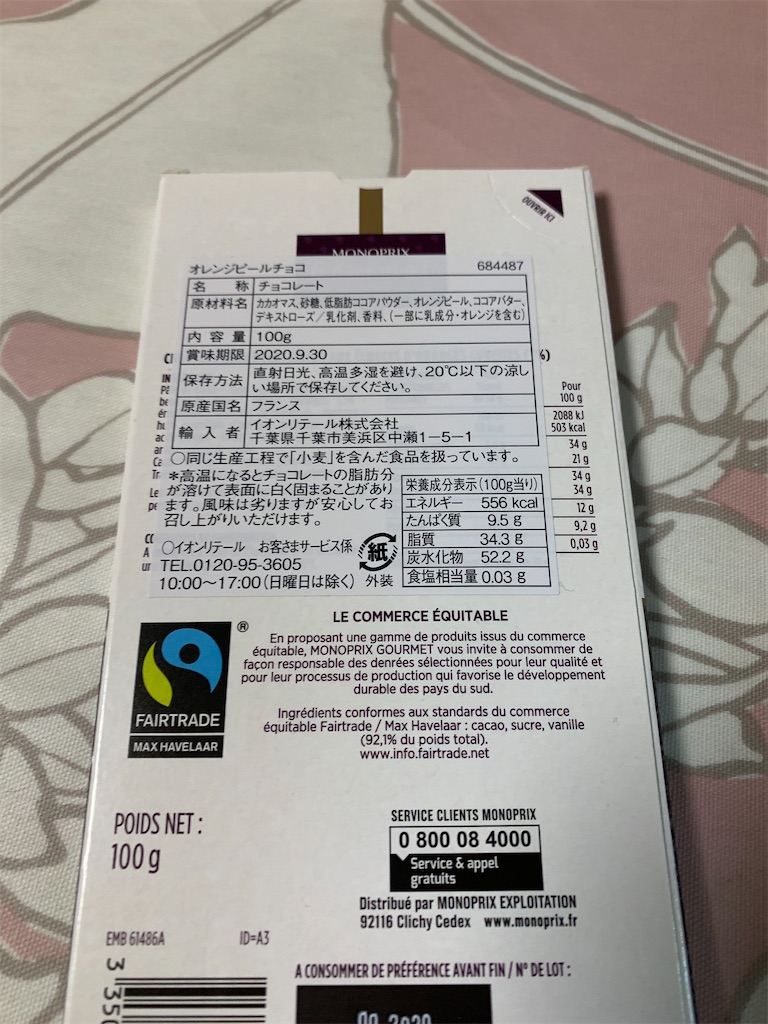 OUVRIR ICI
MONOPRIX
オレンジピールチョコ 684487
名 称 チョコレート
原材料名 カカオマス、砂糖、低脂肪ココアパウダー、オレンジピール、ココアバター、
デキストローズ/乳化剤、香料、(一部に乳成分・オレンジを含む)
内 容 量 100g
賞味期限 2020.9.30
保存方法 直射日光、高温多湿を避け、20℃以下の涼し
い場所で保存してください。
原産国名 フランス
輸 入 者 イオンリテール株式会社
千葉県千葉市美浜区中瀬1-5-1
○同じ生産工程で「小麦」を含んだ食品を扱っています。
*高温になるとチョコレートの脂肪分
が溶けて表面に白く固まることがあり
ます。風味は劣りますが安心してお
召し上がりいただけます。
○イオンリテール お客さまサービス係
TEL.0120-95-3605
10:00~17:00(日曜日は除く)
紙
外装
栄養成分表示(100g当り)
エネルギー 556 kcal
たんぱく質 9.5 g
脂質 34.3 g
炭水化物 52.2 g
食塩相当量 0.03 g
Pour
100 g
2088 kJ
503 kcal
34 g
21 g
34 g
34 g
12 g
9,2 g
0,03 g
LE COMMERCE ÉQUITABLE
En proposant une gamme de produits issus du commerce
équitable, MONOPRIX GOURMET vous invite à consommer de
façon responsable des denrées sélectionnées pour leur qualité et
pour leur processus de production qui favorise le développement
durable des pays du sud.
Ingrédients conformes aux standards du commerce
équitable Fairtrade / Max Havelaar : cacao, sucre, vanille
(92,1% du poids total).
www.info.fairtrade.net
®
FAIRTRADE
MAX HAVELAAR
POIDS NET :
100 g
SERVICE CLIENTS MONOPRIX
0 800 08 4000
Service & appel
gratuits
Distribué par MONOPRIX EXPLOITATION
92116 Clichy Cedex www.monoprix.fr
EMB 61486A ID=A3
A CONSOMMER DE PRÉFÉRENCE AVANT FIN / N° DE LOT :
3 350